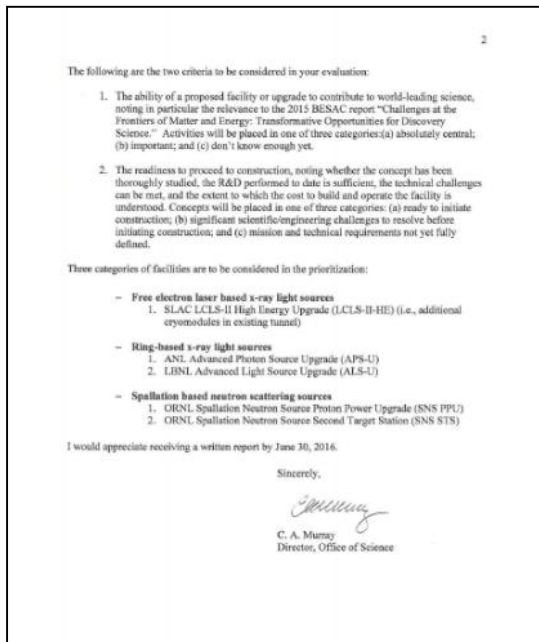 2
The following are the two criteria to be considered in your evaluation:
1. The ability of a proposed facility or upgrade to contribute to world-leading science,
noting in particular the relevance to the 2015 BESAC report "Challenges at the
Frontiers of Matter and Energy: Transformative Opportunities for Discovery
Science." Activities will be placed in one of three categories:(a) absolutely central;
(b) important; and (c) don't know enough yet.
2. The readiness to proceed to construction, noting whether the concept has been
thoroughly studied, the R&D performed to date is sufficient, the technical challenges
can be met, and the extent to which the cost to build and operate the facility is
understood. Concepts will be placed in one of three categories: (a) ready to initiate
construction; (b) significant scientific/engineering challenges to resolve before
initiating construction; and (c) mission and technical requirements not yet fully
defined.
Three categories of facilities are to be considered in the prioritization:
– Free electron laser based x-ray light sources
1. SLAC LCLS-II High Energy Upgrade (LCLS-II-HE) (i.e., additional
cryomodules in existing tunnel)
– Ring-based x-ray light sources
1. ANL Advanced Photon Source Upgrade (APS-U)
2. LBNL Advanced Light Source Upgrade (ALS-U)
– Spallation based neutron scattering sources
1. ORNL Spallation Neutron Source Proton Power Upgrade (SNS PPU)
2. ORNL Spallation Neutron Source Second Target Station (SNS STS)
I would appreciate receiving a written report by June 30, 2016.
Sincerely,
C. A. Murray
Director, Office of Science